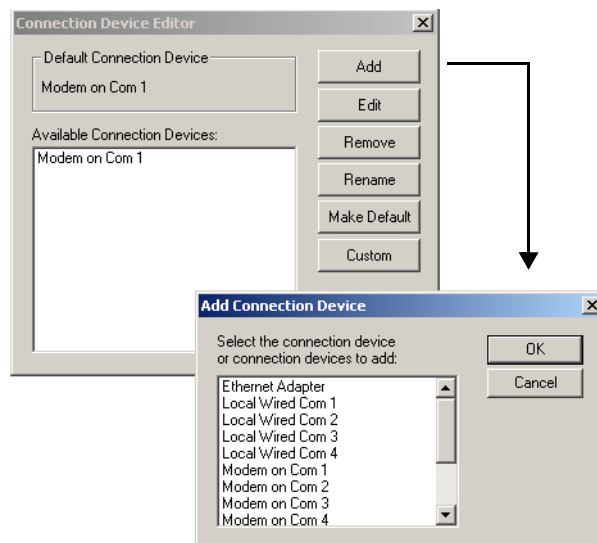 Connection Device Editor
Default Connection Device
Modem on Com 1
Available Connection Devices:
Modem on Com 1
Add
Edit
Remove
Rename
Make Default
Custom
Add Connection Device
Select the connection device
or connection devices to add:
Ethernet Adapter
Local Wired Com 1
Local Wired Com 2
Local Wired Com 3
Local Wired Com 4
Modem on Com 1
Modem on Com 2
Modem on Com 3
Modem on Com 4
OK
Cancel